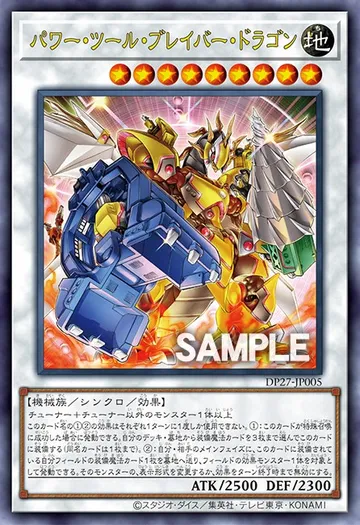 パワー・ツール・ブレイバー・ドラゴン
地
SAMPLE
DP27-JP005
【機械族/シンクロ/効果】
チューナー+チューナー以外のモンスター1体以上
このカード名の①②の効果はそれぞれ1ターンに1度しか使用できない。①:このカードが特殊召喚
に成功した場合に発動できる。自分のデッキ・墓地から装備魔法カードを3枚まで選んでこのカード
に装備する(同名カードは1枚まで)。②:自分・相手のメインフェイズに、このカードに装備されて
いる自分フィールドの装備魔法カード1枚を墓地へ送り、フィールドの効果モンスター1体を対象と
して発動できる。そのモンスターの、表示形式を変更するか、効果をターン終了時まで無効にする。
ATK/2500 DEF/2500
©スタジオ・ダイス/集英社・テレビ東京・KONAMI